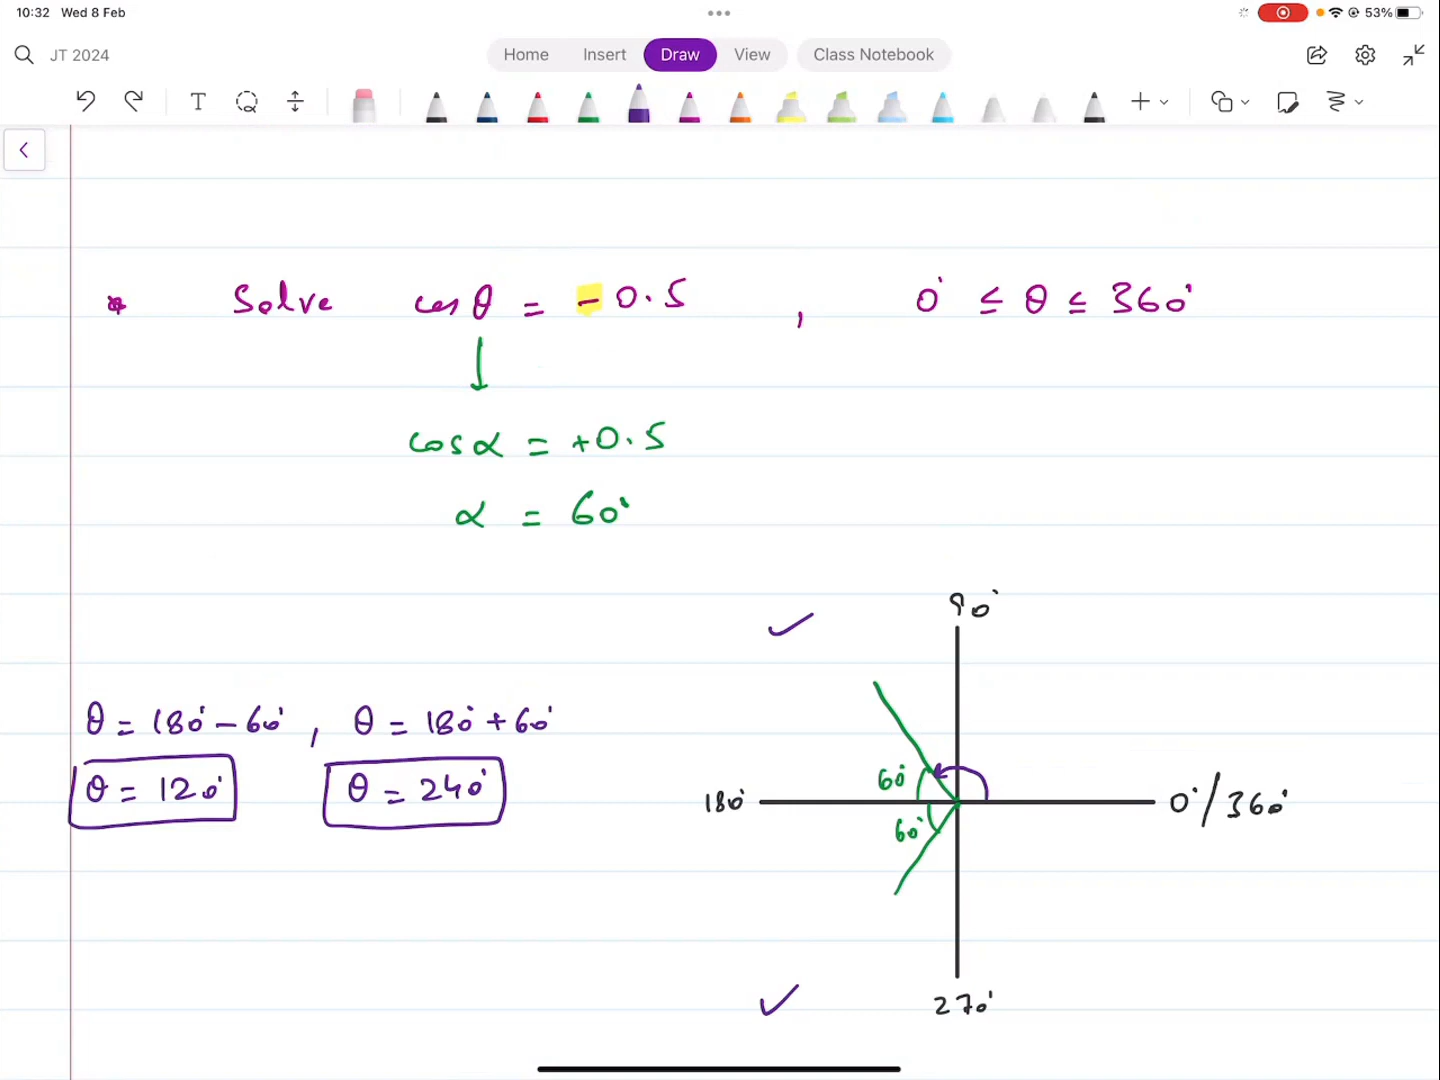 10:32 Wed 8 Feb
53%
JT 2024
Home Insert Draw View Class Notebook
* Solve cos θ = - 0.5 , 0° ≤ θ ≤ 360°
cos α = +0.5
α = 60°
90°
θ = 180° - 60° , θ = 180° + 60°
θ = 120° θ = 240°
60°
180° 0°/360°
60°
270°